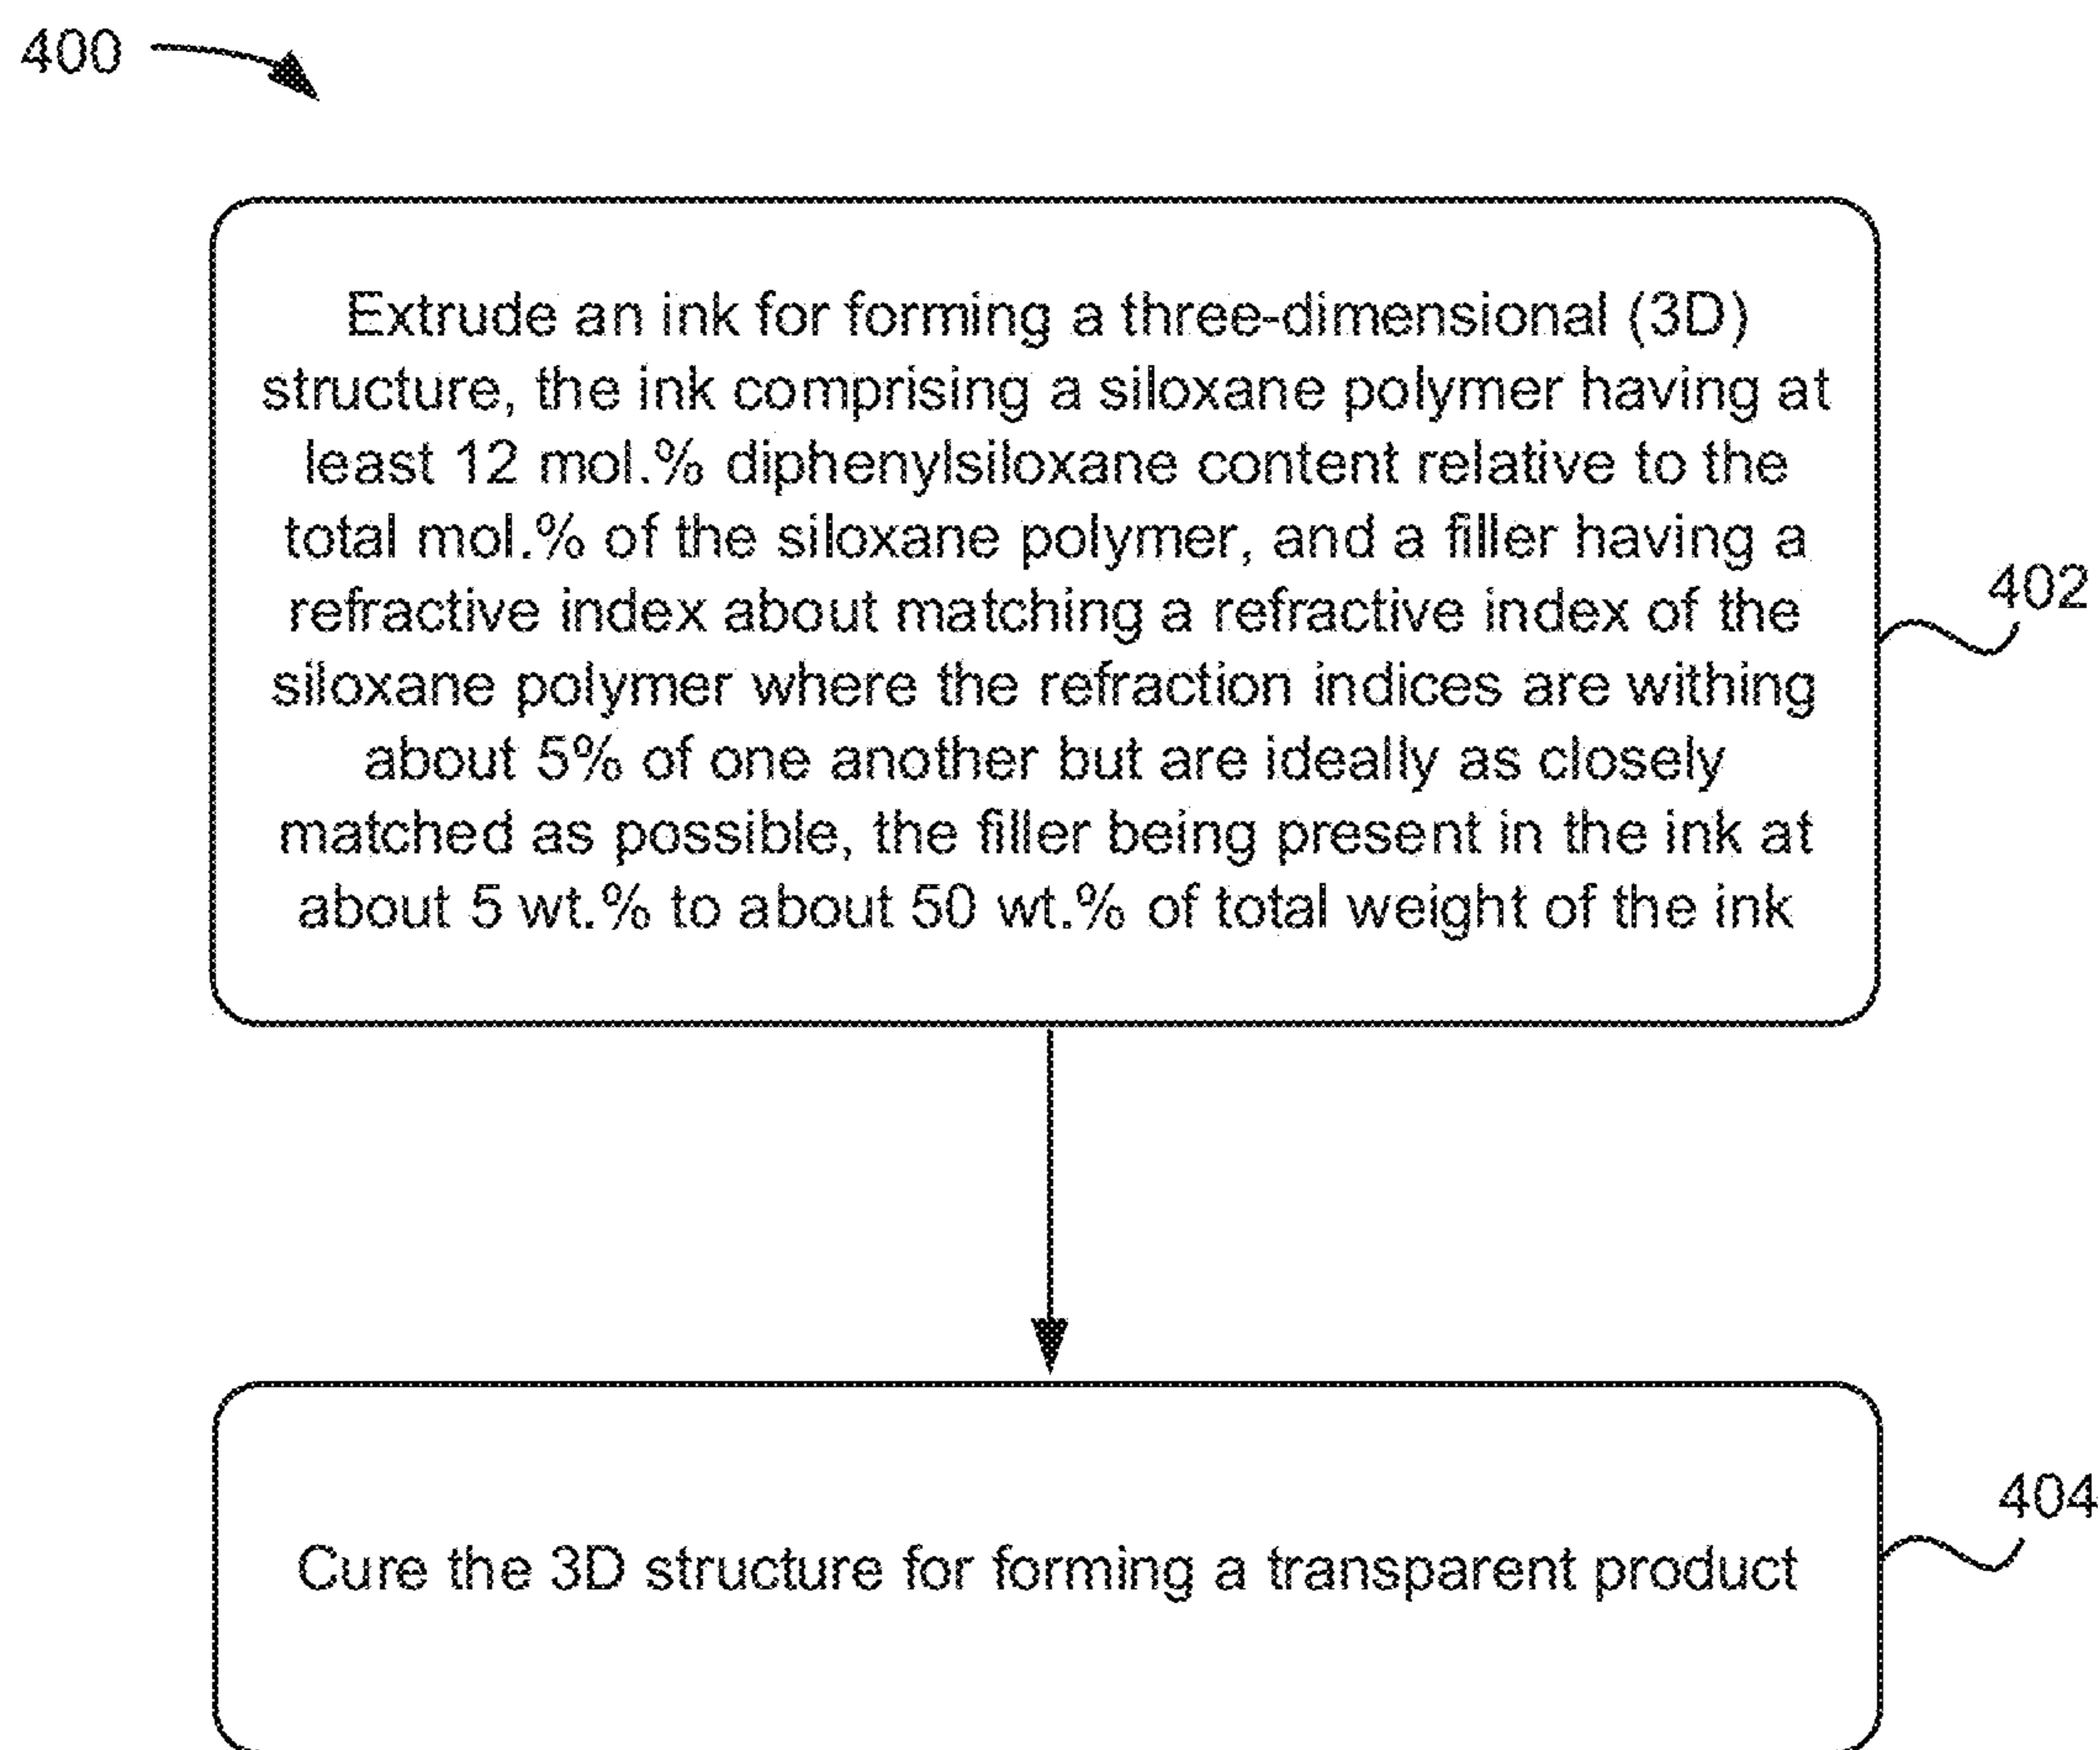 400
Extrude an ink for forming a three-dimensional (3D)
structure, the ink comprising a siloxane polymer having at
least 12 mol.% diphenylsiloxane content relative to the
total mol.% of the siloxane polymer, and a filler having a
refractive index about matching a refractive index of the
siloxane polymer where the refraction indices are withing
about 5% of one another but are ideally as closely
matched as possible, the filler being present in the ink at
about 5 wt.% to about 50 wt.% of total weight of the ink
402
Cure the 3D structure for forming a transparent product
404